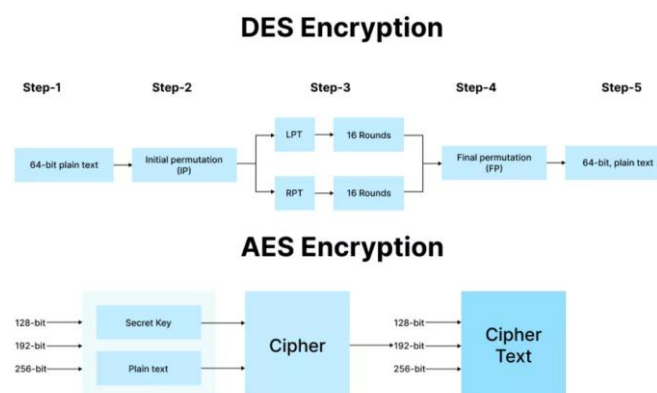 DES Encryption
Step-1 Step-2 Step-3 Step-4 Step-5
LPT 16 Rounds
64-bit plain text
Initial permutation
(IP)
Final permutation
(FP)
64-bit, plain text
RPT 16 Rounds
AES Encryption
128-bit
192-bit
256-bit
Secret Key
Plain text
Cipher
128-bit
192-bit
256-bit
Cipher
Text